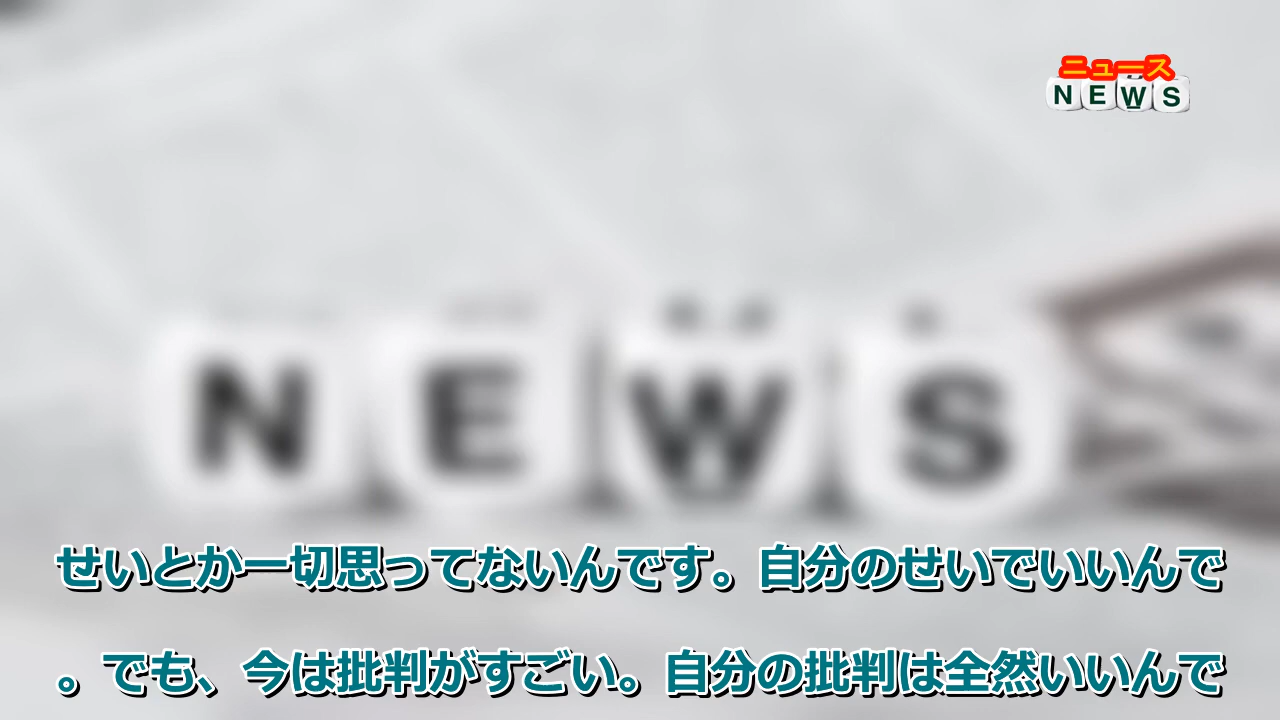 ニュース
NEWS
NEWS
せいとか一切思ってないんです。自分のせいでいいんで
。でも、今は批判がすごい。自分の批判は全然いいんで